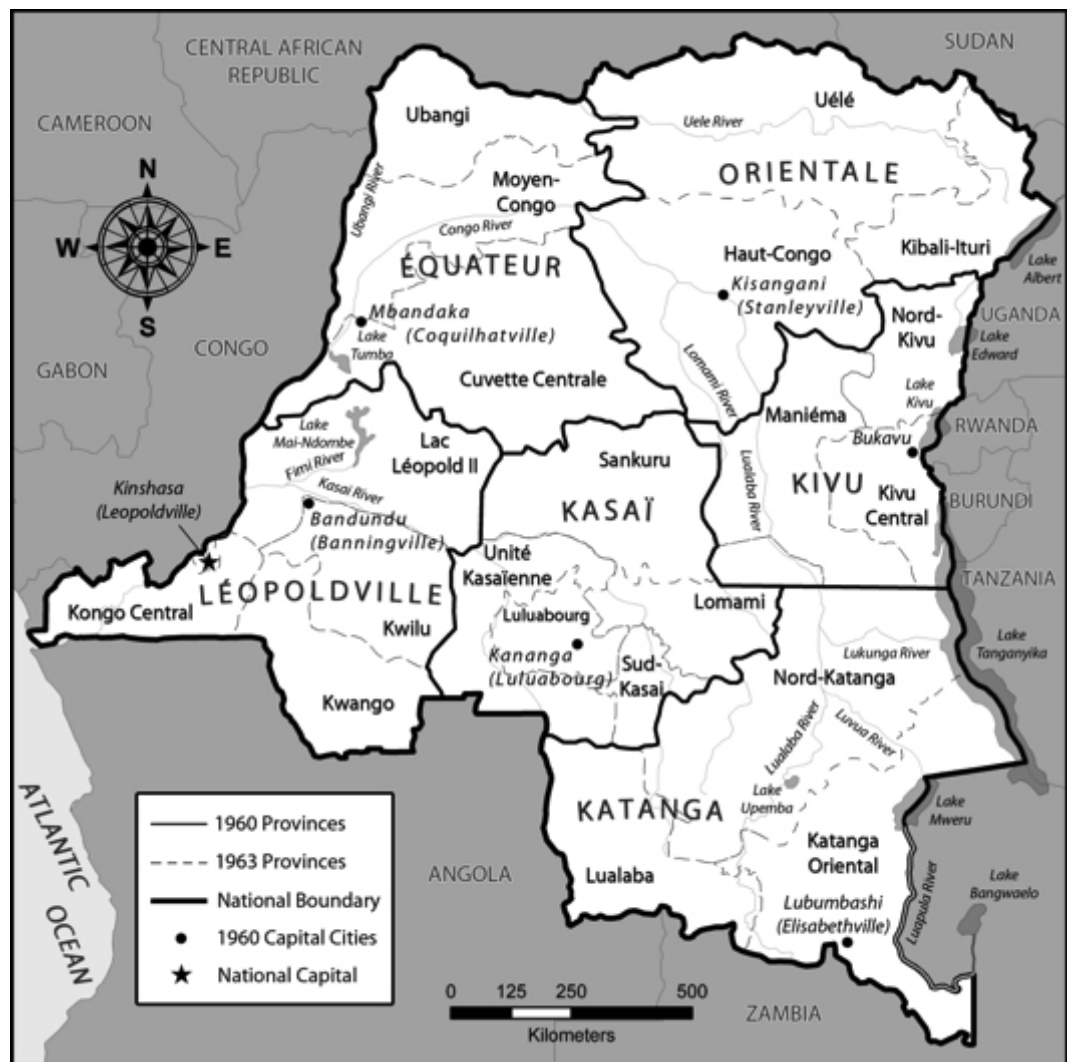 CENTRAL AFRICAN
REPUBLIC
SUDAN
CAMEROON
Ubangi
Uélé
Uele River
N
W
E
S
Ubangi River
Moyen-
Congo
ORIENTALE
Congo River
ÉQUATEUR
Haut-Congo
Kibali-Ituri
Kisangani
(Stanleyville)
Lake
Albert
Mbandaka
(Coquilhatville)
Lake
Tumba
Nord-
Kivu
UGANDA
Lake
Edward
CONGO
GABON
Cuvette Centrale
Lomami River
Lake
Kivu
Maniéma
RWANDA
Bukavu
Lake
Mai-Ndombe
Lac
Léopold II
Fimi River
Sankuru
Lualaba River
KIVU
Kivu
Central
BURUNDI
Kinshasa
(Leopoldville)
Kasai River
KASAÏ
Bandundu
(Banningville)
Unité
Kasaïenne
TANZANIA
Kongo Central
LÉOPOLDVILLE
Kwilu
Luluabourg
Lomami
Kananga
(Luluabourg)
Sud-
Kasai
Lake
Tanganyika
Lukunga River
Nord-Katanga
Kwango
Lualaba River
Luvua River
Lake
Upemba
KATANGA
Lake
Mweru
ATLANTIC
OCEAN
Katanga
Oriental
ANGOLA
Lualaba
Lubumbashi
(Elisabethville)
Luapula River
Lake
Bangwaelo
1960 Provinces
1963 Provinces
National Boundary
1960 Capital Cities
National Capital
0 125 250 500
Kilometers
ZAMBIA